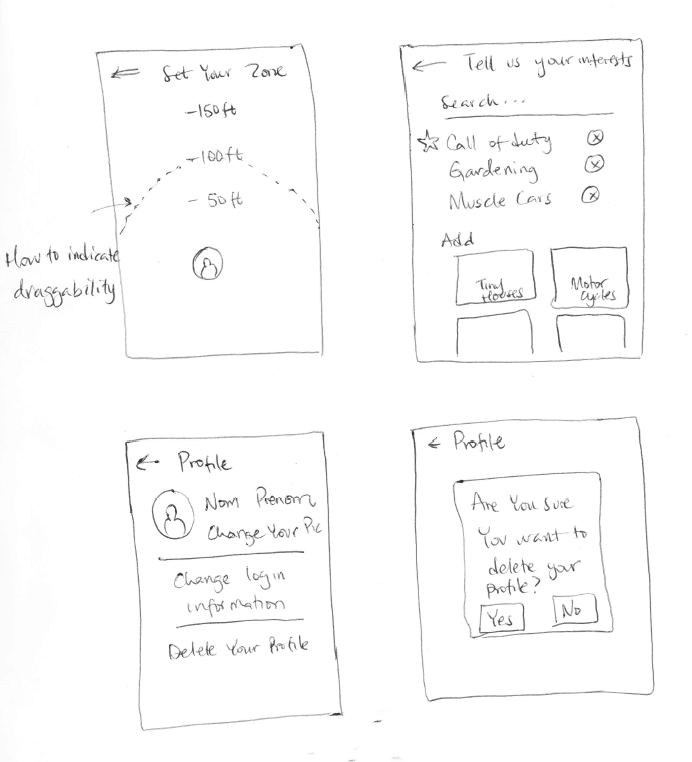 Set Your Zone
-150ft
-100ft
- 50ft
How to indicate
draggability
Tell us your interests
Search...
Call of duty
Gardening
Muscle Cars
Add
Tiny
Houses
Motor
Cycles
Profile
Nom Prenom
Change Your Pic
Change login
information
Delete Your Profile
Profile
Are You Sure
You want to
delete your
profile?
Yes
No